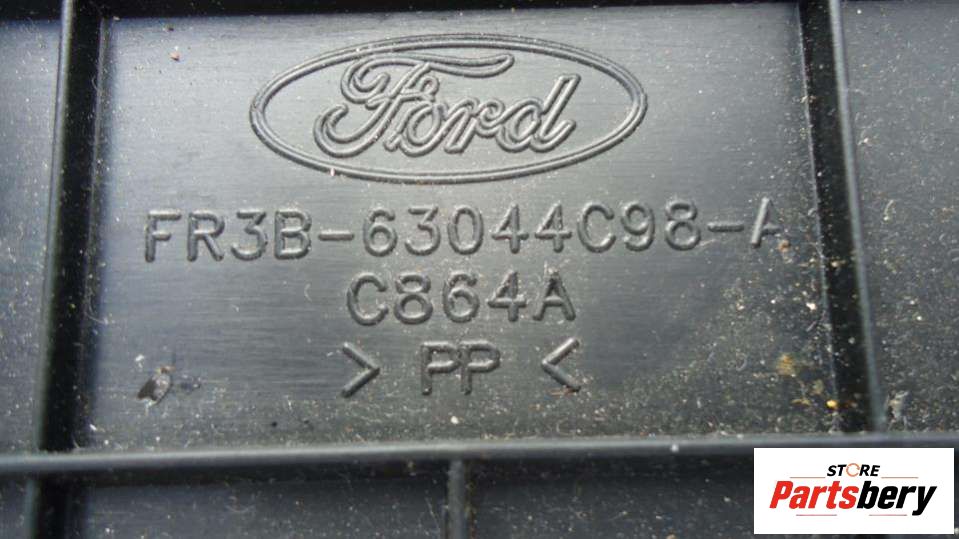 Ford
FR3B-63044C98-A
C864A
> PP <
STORE
Partsbery